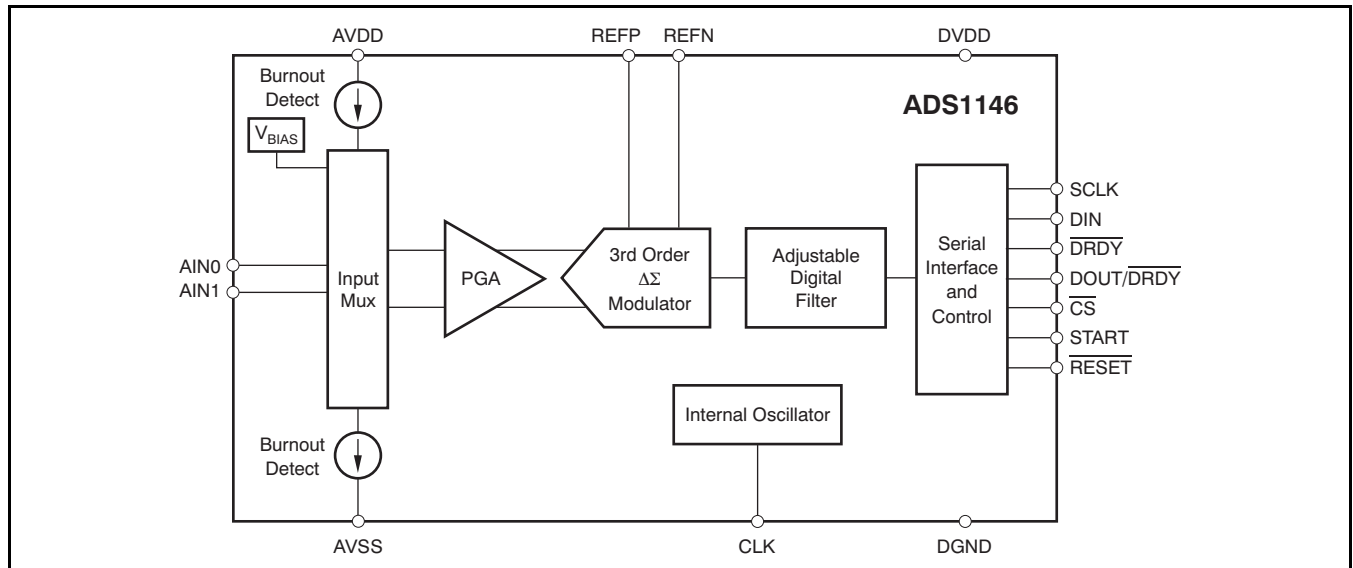 AVDD
REFP
REFN
DVDD
Burnout
Detect
ADS1146
VBIAS
SCLK
DIN
DRDY
DOUT/DRDY
CS
START
RESET
AIN0
AIN1
Input
Mux
PGA
3rd Order
ΔΣ
Modulator
Adjustable
Digital
Filter
Serial
Interface
and
Control
Internal Oscillator
Burnout
Detect
AVSS
CLK
DGND